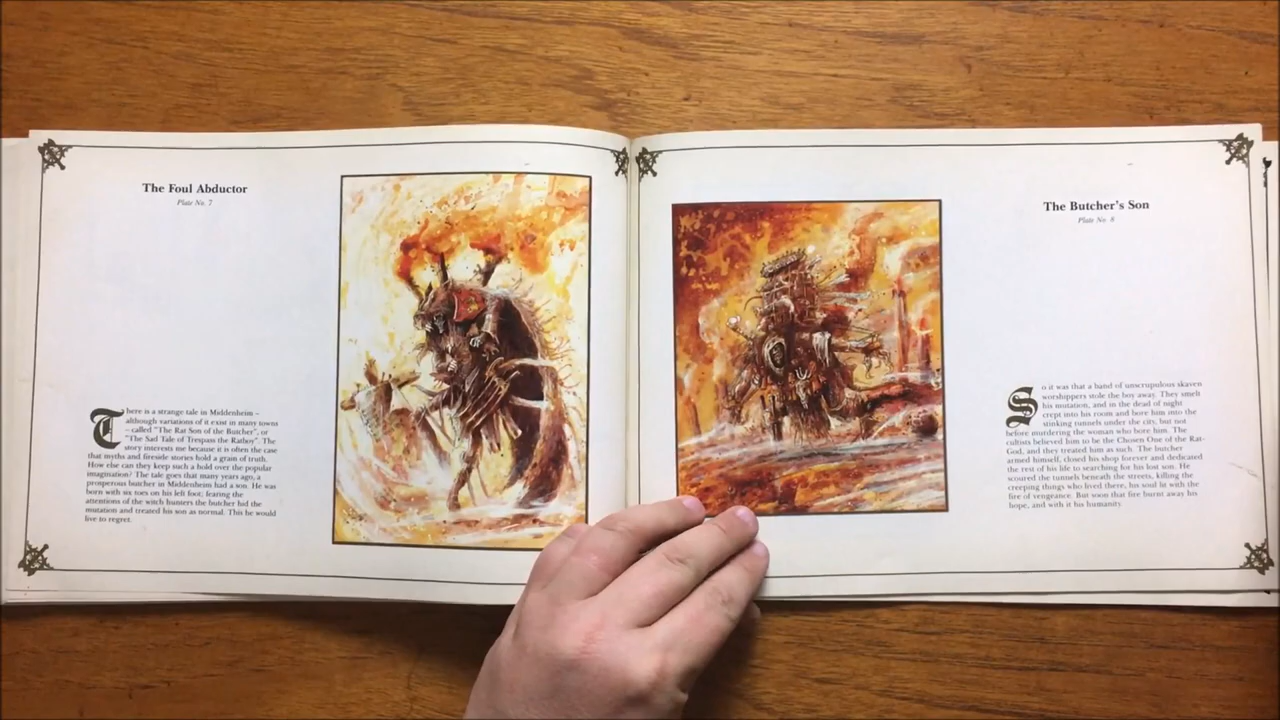 The Foul Abductor
Plate No. 7
There is a strange tale in Middenheim –
although variations of it exist in many towns
– called "The Rat Son of the Butcher", or
"The Sad Tale of Trespass the Ratboy". The
story interests me because it is often the case
that myths and fireside stories hold a grain of truth.
How else can they keep such a hold over the popular
imagination? The tale goes that many years ago, a
prosperous butcher in Middenheim had a son. He was
born with six toes on his left foot; fearing the
attentions of the witch hunters the butcher hid the
mutation and treated his son as normal. This he would
live to regret.
The Butcher's Son
Plate No. 8
So it was that a band of unscrupulous skaven
worshippers stole the boy away. They smelt
his mutation, and in the dead of night
crept into his room and bore him into the
stinking runnels under the city, but not
before murdering the woman who bore him. The
cultists believed him to be the Chosen One of the Rat-
God, and they treated him as such. The butcher
armed himself, closed his shop forever and dedicated
the rest of his life to searching for his lost son. He
scoured the tunnels beneath the streets, killing the
creeping things who lived there, his soul lit with the
fire of vengeance. But soon that fire burnt away his
hope, and with it his humanity.